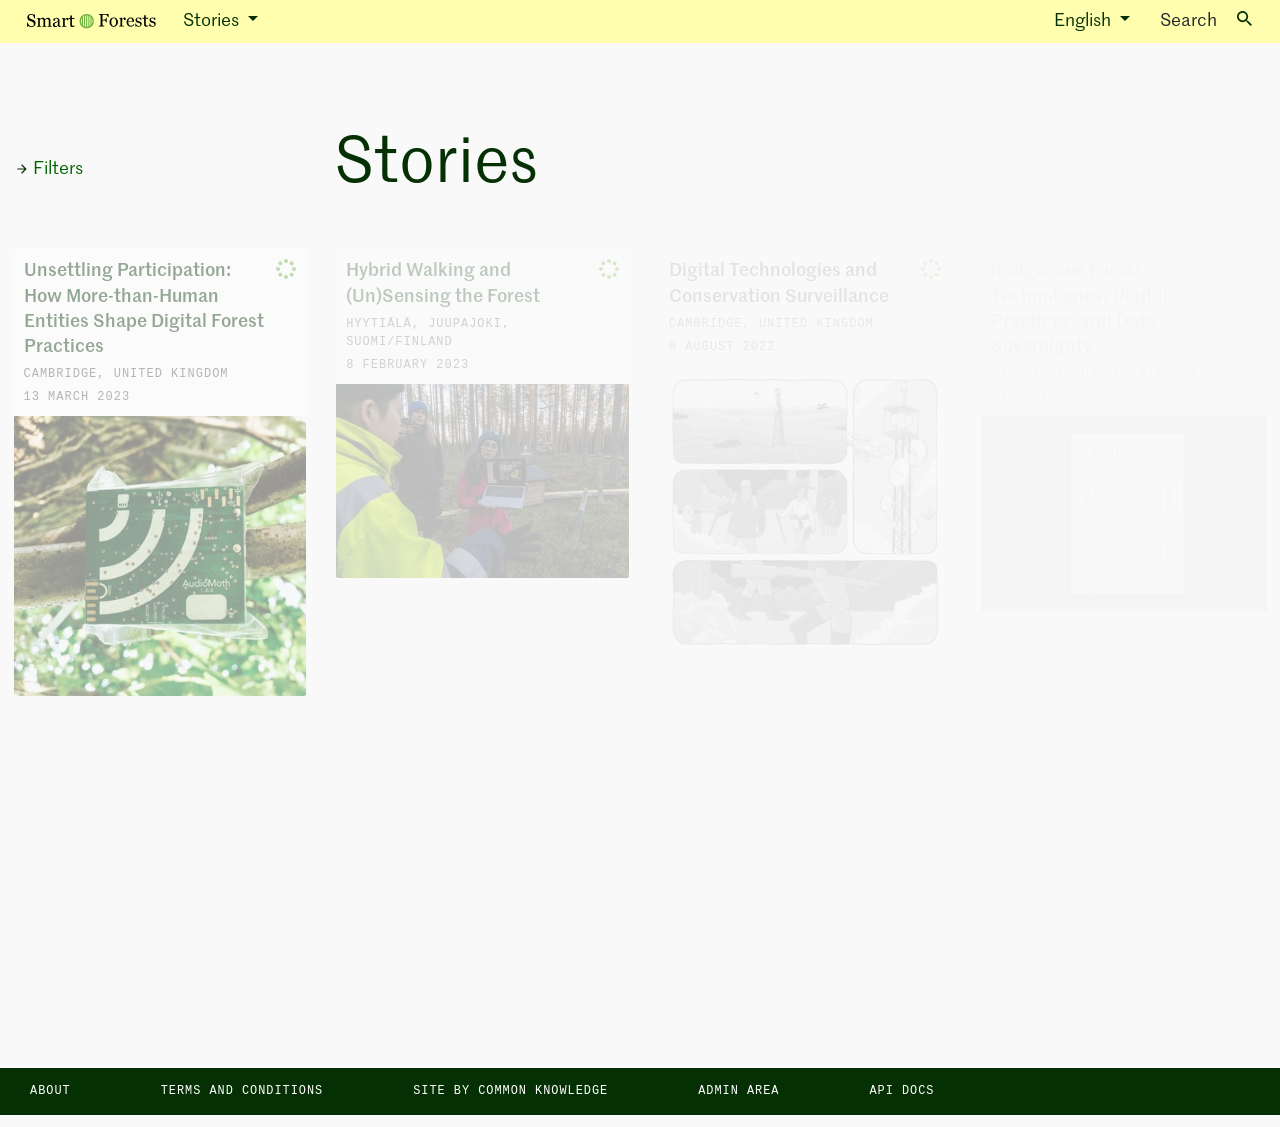 Smart Forests
Stories
English
Search
Filters
Stories
Unsettling Participation:
How More-than-Human
Entities Shape Digital Forest
Practices
CAMBRIDGE, UNITED KINGDOM
13 MARCH 2023
AudioMoth
Hybrid Walking and
(Un)Sensing the Forest
HYYTIÄLÄ, JUUPAJOKI,
SUOMI/FINLAND
8 FEBRUARY 2023
Digital Technologies and
Conservation Surveillance
CAMBRIDGE, UNITED KINGDOM
8 AUGUST 2022
Indigenous Forest
Technologies, Digital
Practices, and Data
Sovereignty
ABOUT
TERMS AND CONDITIONS
SITE BY COMMON KNOWLEDGE
ADMIN AREA
API DOCS